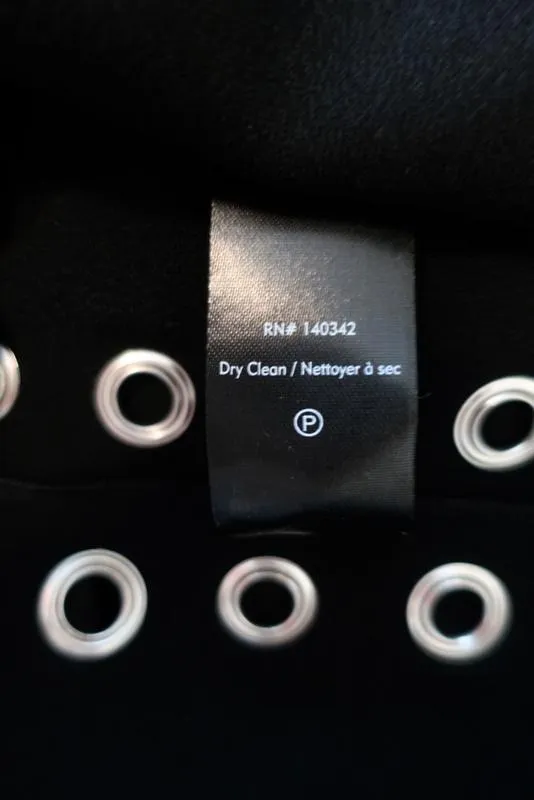 RN# 140342
Dry Clean / Nettoyer à sec
Ⓟ